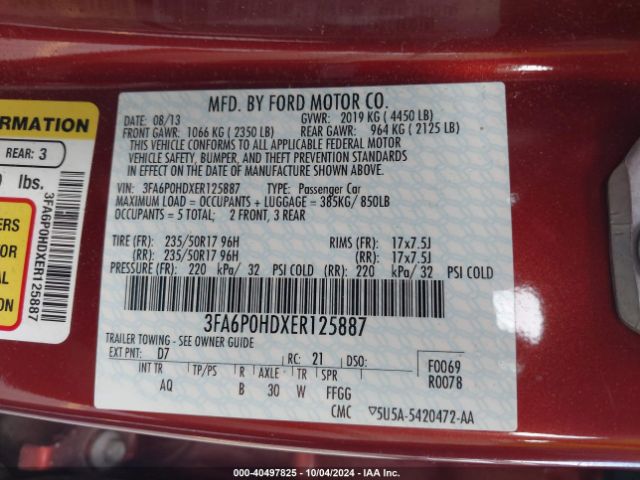 MFD. BY FORD MOTOR CO.
DATE: 08/13 GVWR: 2019 KG ( 4450 LB)
FRONT GAWR: 1066 KG ( 2350 LB) REAR GAWR: 964 KG ( 2125 LB)
THIS VEHICLE CONFORMS TO ALL APPLICABLE FEDERAL MOTOR
VEHICLE SAFETY, BUMPER, AND THEFT PREVENTION STANDARDS
IN EFFECT ON THE DATE OF MANUFACTURE SHOWN ABOVE.
VIN: 3FA6P0HDXER125887 TYPE: Passenger Car
MAXIMUM LOAD = OCCUPANTS + LUGGAGE = 385KG/ 850LB
OCCUPANTS = 5 TOTAL; 2 FRONT, 3 REAR
TIRE (FR): 235/50R17 96H RIMS (FR): 17x7.5J
(RR): 235/50R17 96H (RR): 17x7.5J
PRESSURE (FR): 220 kPa/ 32 PSI COLD (RR): 220 kPa/ 32 PSI COLD
3FA6P0HDXER125887
TRAILER TOWING - SEE OWNER GUIDE
EXT PNT: D7 RC: 21 DSO:
INT TR TP/PS R AXLE TR SPR
AQ B 30 W FFGG
F0069
R0078
CMC 5U5A-5420472-AA
ORMATION
REAR: 3
lbs.
3FA6P0HDXER125887
000-40497825 - 10/04/2024 - IAA Inc.